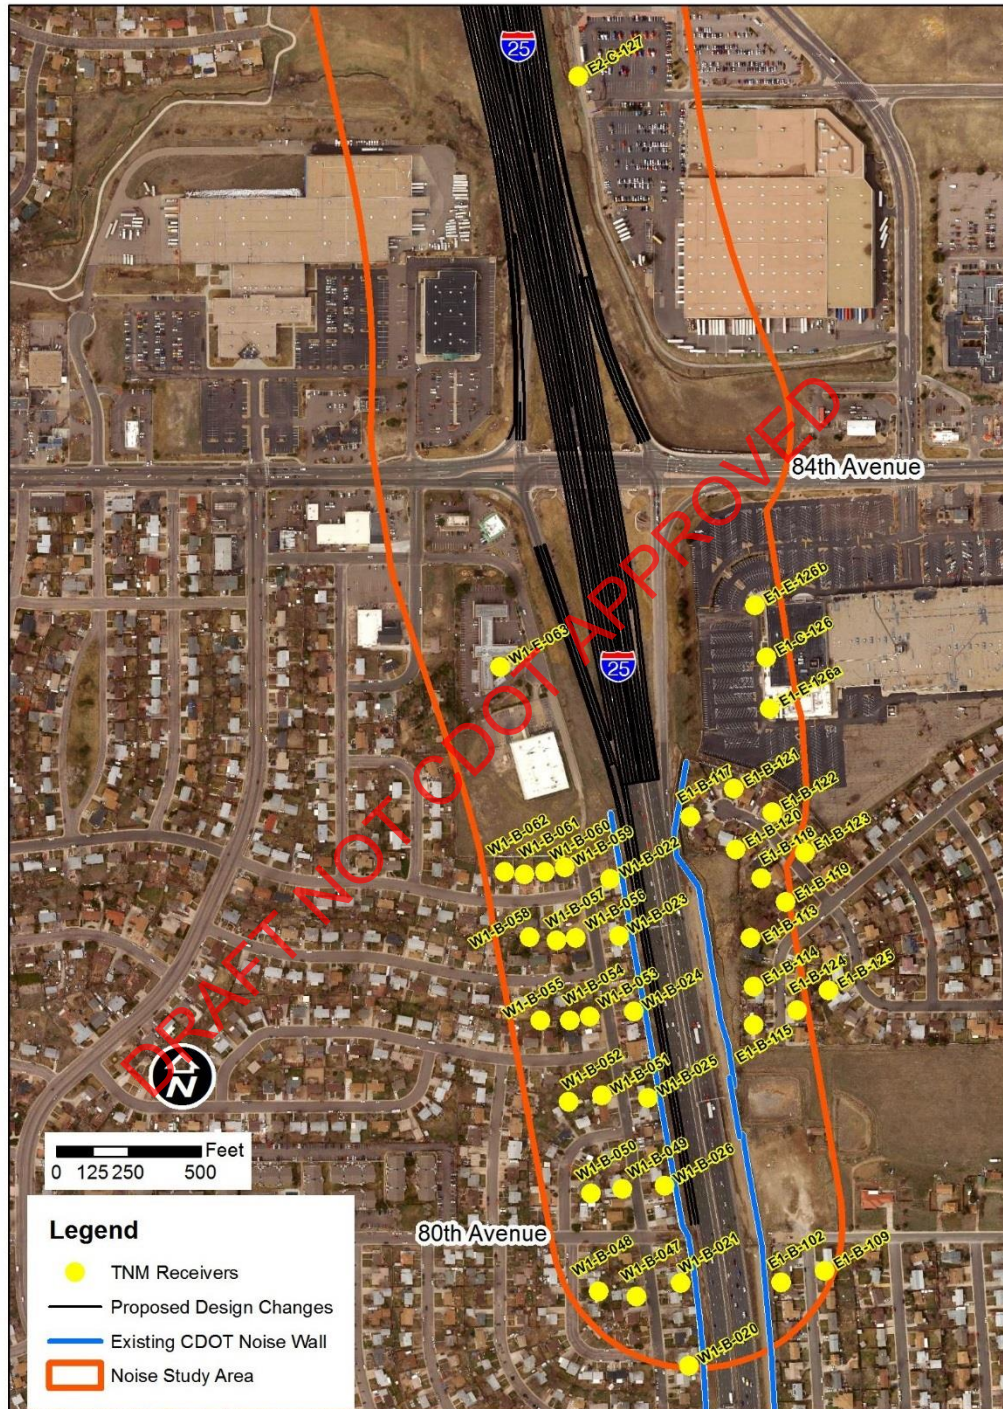 25
E2-C-127
84th Avenue
E1-E-126b
E1-C-126
W1-E-063
25
E1-E-126a
E1-B-117
E1-B-121
E1-B-122
E1-B-120
E1-B-118
E1-B-123
W1-B-062
W1-B-061
W1-B-060
W1-B-059
W1-B-022
E1-B-119
W1-B-058
W1-B-057
W1-B-056
W1-B-023
E1-B-113
E1-B-114
E1-B-124
E1-B-125
W1-B-055
W1-B-054
W1-B-053
W1-B-024
E1-B-115
W1-B-052
W1-B-051
W1-B-025
W1-B-050
W1-B-049
W1-B-026
80th Avenue
W1-B-048
W1-B-047
W1-B-021
E1-B-102
E1-B-109
W1-B-020
DRAFT NOT CDOT APPROVED
N
Feet
0 125 250 500
Legend
TNM Receivers
Proposed Design Changes
Existing CDOT Noise Wall
Noise Study Area